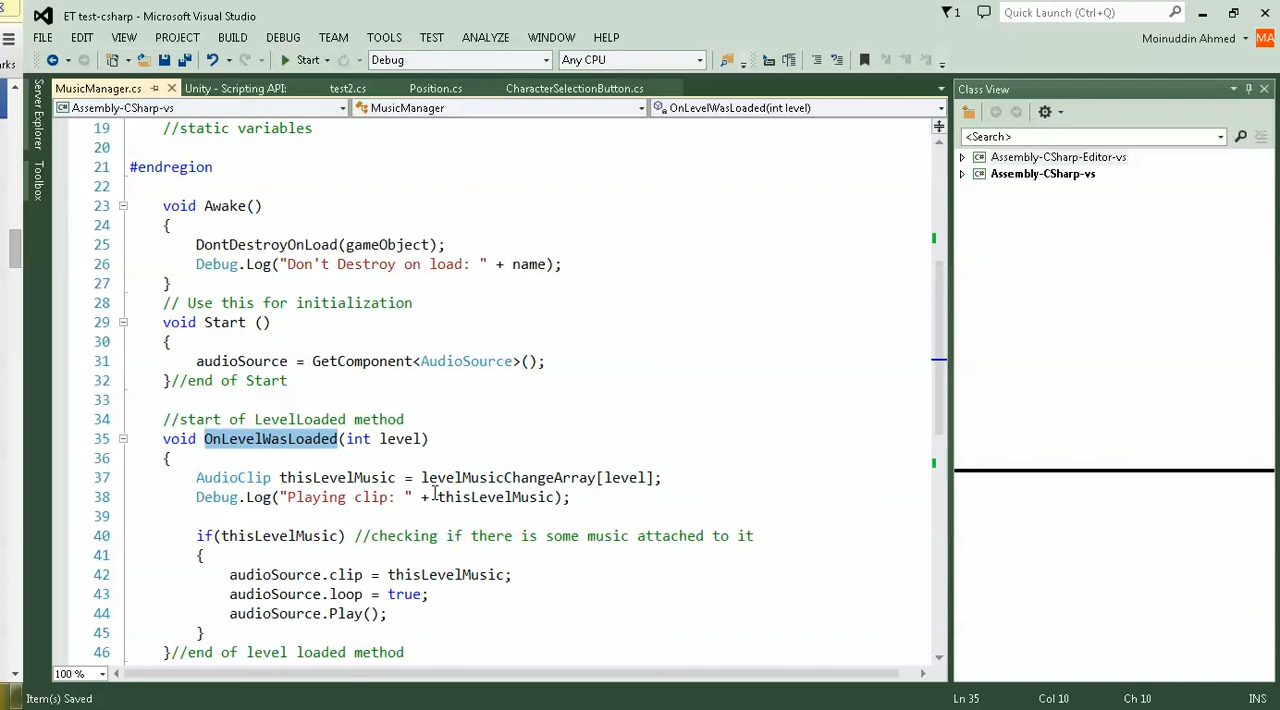 ET test-csharp - Microsoft Visual Studio
1
Quick Launch (Ctrl+Q)
FILE EDIT VIEW PROJECT BUILD DEBUG TEAM TOOLS TEST ANALYZE WINDOW HELP
Moinuddin Ahmed MA
arks
Start Debug Any CPU
MusicManager.cs Unity - Scripting API: test2.cs Position.cs CharacterSelectionButton.cs
Class View
Assembly-CSharp-vs MusicManager OnLevelWasLoaded(int level)
Server Explorer
Toolbox
<Search>
Assembly-CSharp-Editor-vs
Assembly-CSharp-vs
19 //static variables
20
21 #endregion
22
23 void Awake()
24 {
25 DontDestroyOnLoad(gameObject);
26 Debug.Log("Don't Destroy on load: " + name);
27 }
28 // Use this for initialization
29 void Start ()
30 {
31 audioSource = GetComponent<AudioSource>();
32 }//end of Start
33
34 //start of LevelLoaded method
35 void OnLevelWasLoaded(int level)
36 {
37 AudioClip thisLevelMusic = levelMusicChangeArray[level];
38 Debug.Log("Playing clip: " + thisLevelMusic);
39
40 if(thisLevelMusic) //checking if there is some music attached to it
41 {
42 audioSource.clip = thisLevelMusic;
43 audioSource.loop = true;
44 audioSource.Play();
45 }
46 }//end of level loaded method
100 %
Item(s) Saved
Ln 35 Col 10 Ch 10 INS